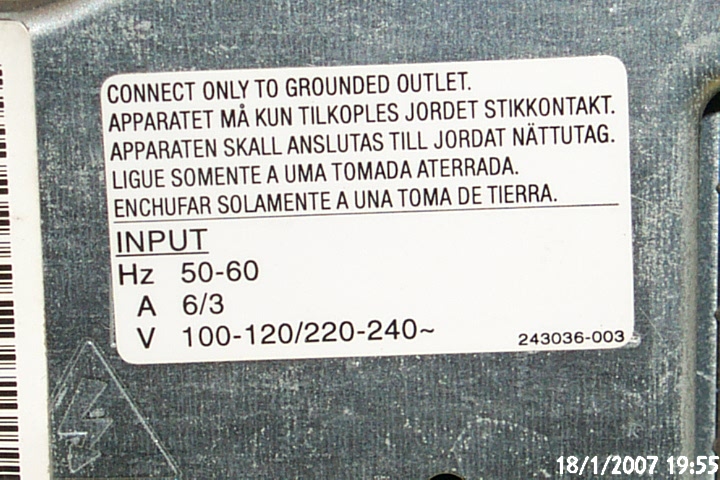 CONNECT ONLY TO GROUNDED OUTLET.
APPARATET MÅ KUN TILKOPLES JORDET STIKKONTAKT.
APPARATEN SKALL ANSLUTAS TILL JORDAT NÄTTUTAG.
LIGUE SOMENTE A UMA TOMADA ATERRADA.
ENCHUFAR SOLAMENTE A UNA TOMA DE TIERRA.
INPUT
Hz 50-60
A 6/3
V 100-120/220-240~
243036-003
18/1/2007 19:55